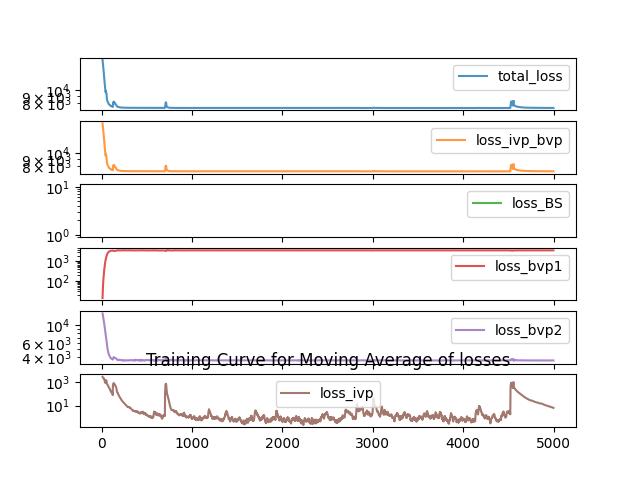 10⁴
9 × 10³
8 × 10³
total_loss
10⁴
9 × 10³
8 × 10³
loss_ivp_bvp
10¹
10⁰
loss_BS
10³
10²
loss_bvp1
10⁴
6 × 10³
4 × 10³
loss_bvp2
Training Curve for Moving Average of losses
10³
10¹
loss_ivp
0 1000 2000 3000 4000 5000